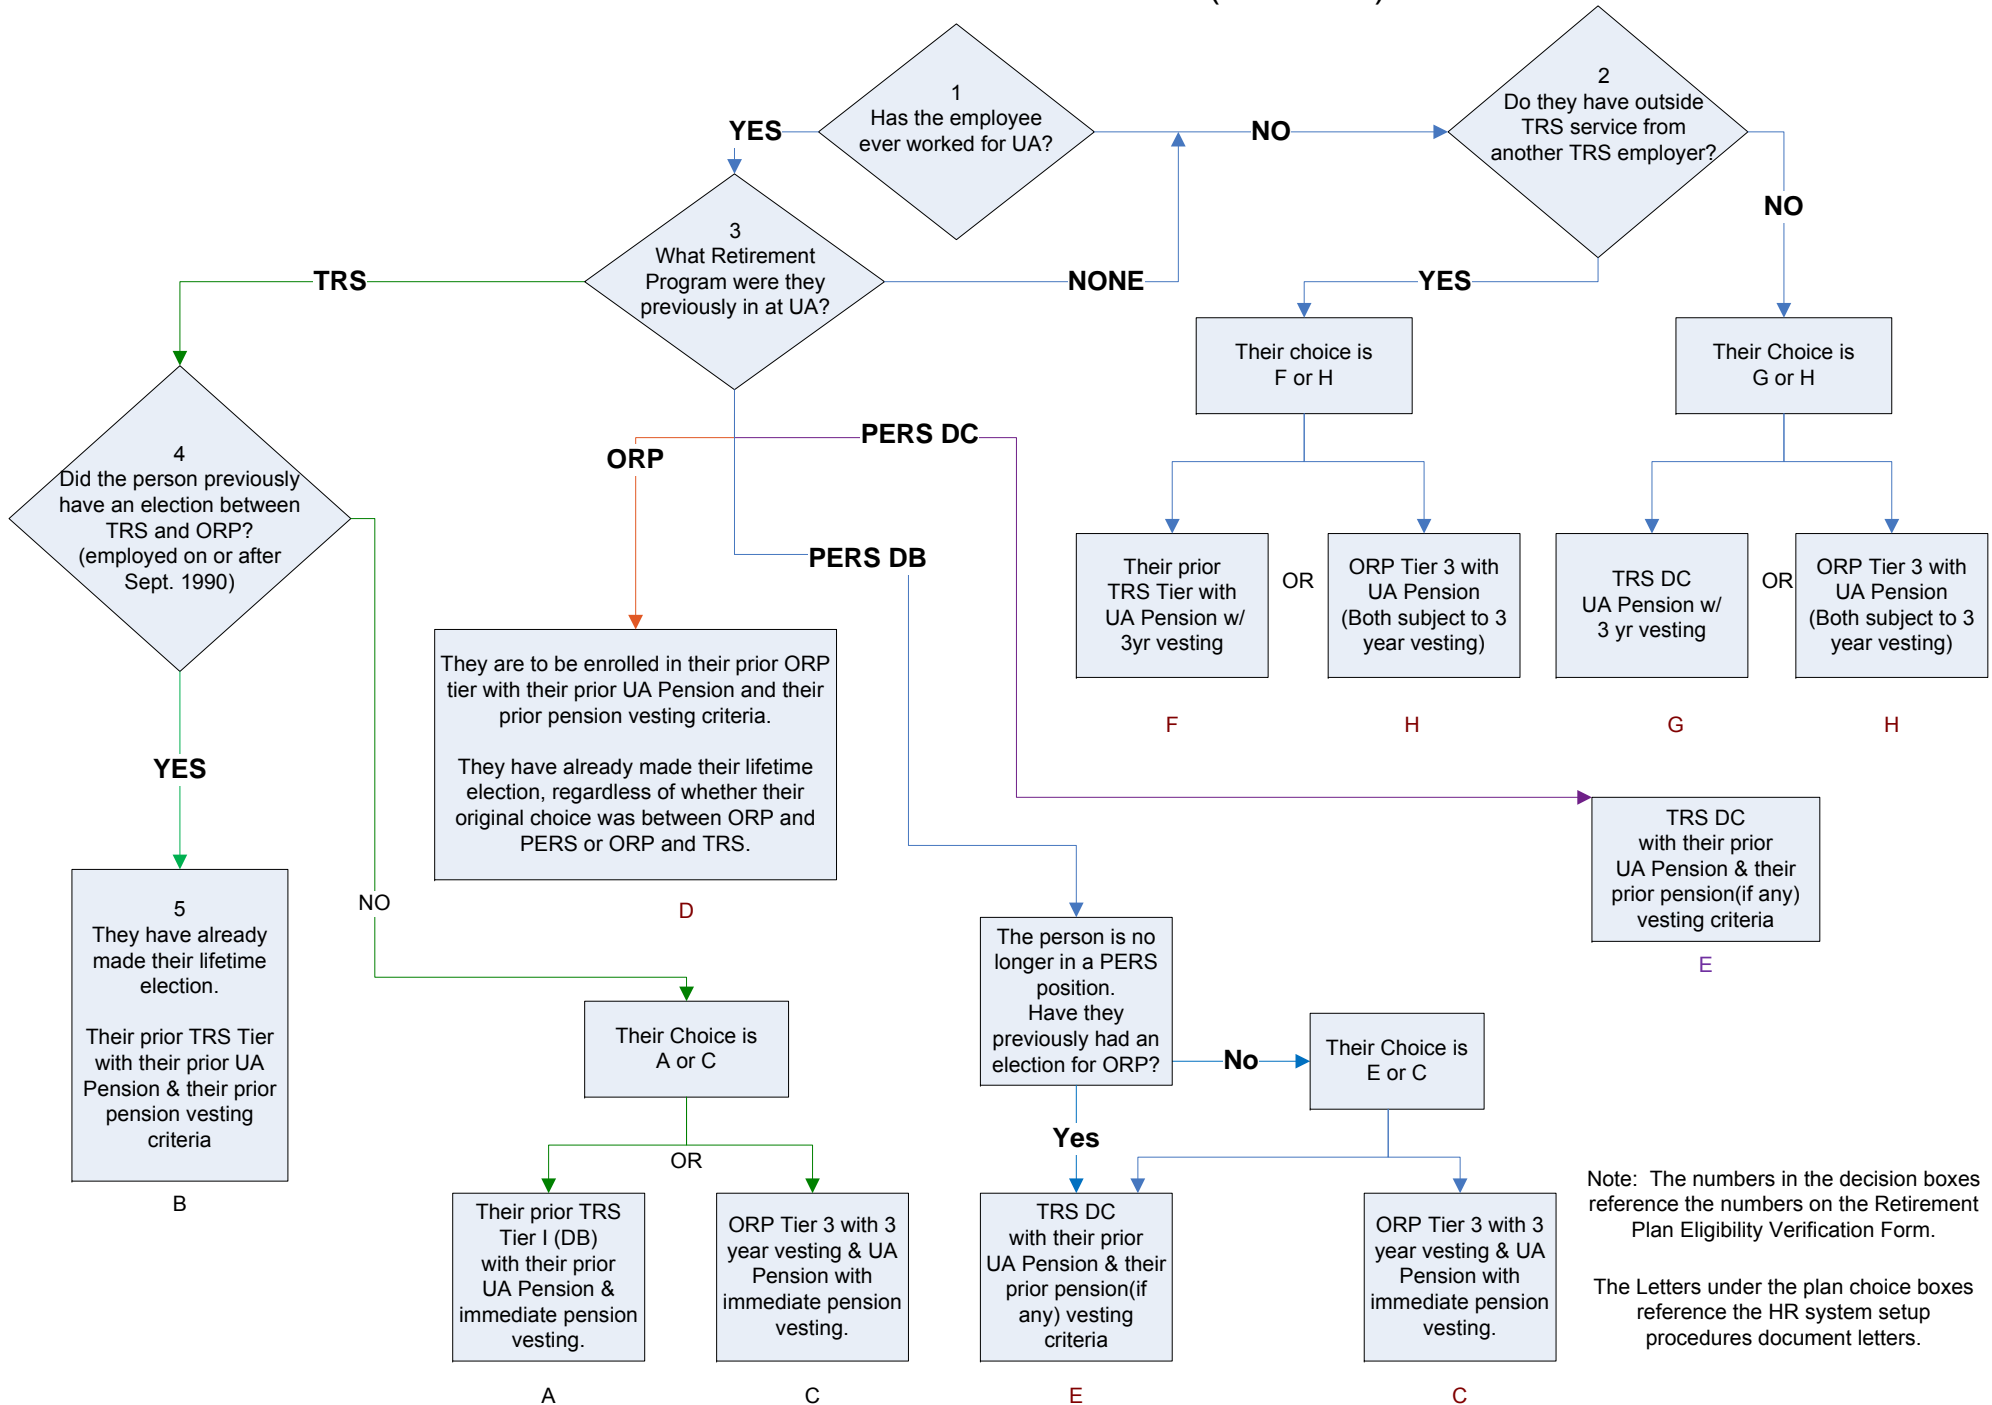 1
Has the employee
ever worked for UA?
YES
NO
2
Do they have outside
TRS service from
another TRS employer?
NO
YES
3
What Retirement
Program were they
previously in at UA?
TRS
NONE
Their choice is
F or H
Their Choice is
G or H
ORP
PERS DC
PERS DB
4
Did the person previously
have an election between
TRS and ORP?
(employed on or after
Sept. 1990)
Their prior
TRS Tier with
UA Pension w/
3yr vesting
OR
ORP Tier 3 with
UA Pension
(Both subject to 3
year vesting)
TRS DC
UA Pension w/
3 yr vesting
OR
ORP Tier 3 with
UA Pension
(Both subject to 3
year vesting)
F
H
G
H
They are to be enrolled in their prior ORP
tier with their prior UA Pension and their
prior pension vesting criteria.
They have already made their lifetime
election, regardless of whether their
original choice was between ORP and
PERS or ORP and TRS.
D
YES
NO
5
They have already
made their lifetime
election.
Their prior TRS Tier
with their prior UA
Pension & their prior
pension vesting
criteria
B
TRS DC
with their prior
UA Pension & their
prior pension(if any)
vesting criteria
E
The person is no
longer in a PERS
position.
Have they
previously had an
election for ORP?
No
Their Choice is
E or C
Yes
Their Choice is
A or C
OR
Their prior TRS
Tier I (DB)
with their prior
UA Pension &
immediate pension
vesting.
A
ORP Tier 3 with 3
year vesting & UA
Pension with
immediate pension
vesting.
C
TRS DC
with their prior
UA Pension & their
prior pension(if
any) vesting
criteria
E
ORP Tier 3 with 3
year vesting & UA
Pension with
immediate pension
vesting.
C
Note:  The numbers in the decision boxes
reference the numbers on the Retirement
Plan Eligibility Verification Form.
The Letters under the plan choice boxes
reference the HR system setup
procedures document letters.